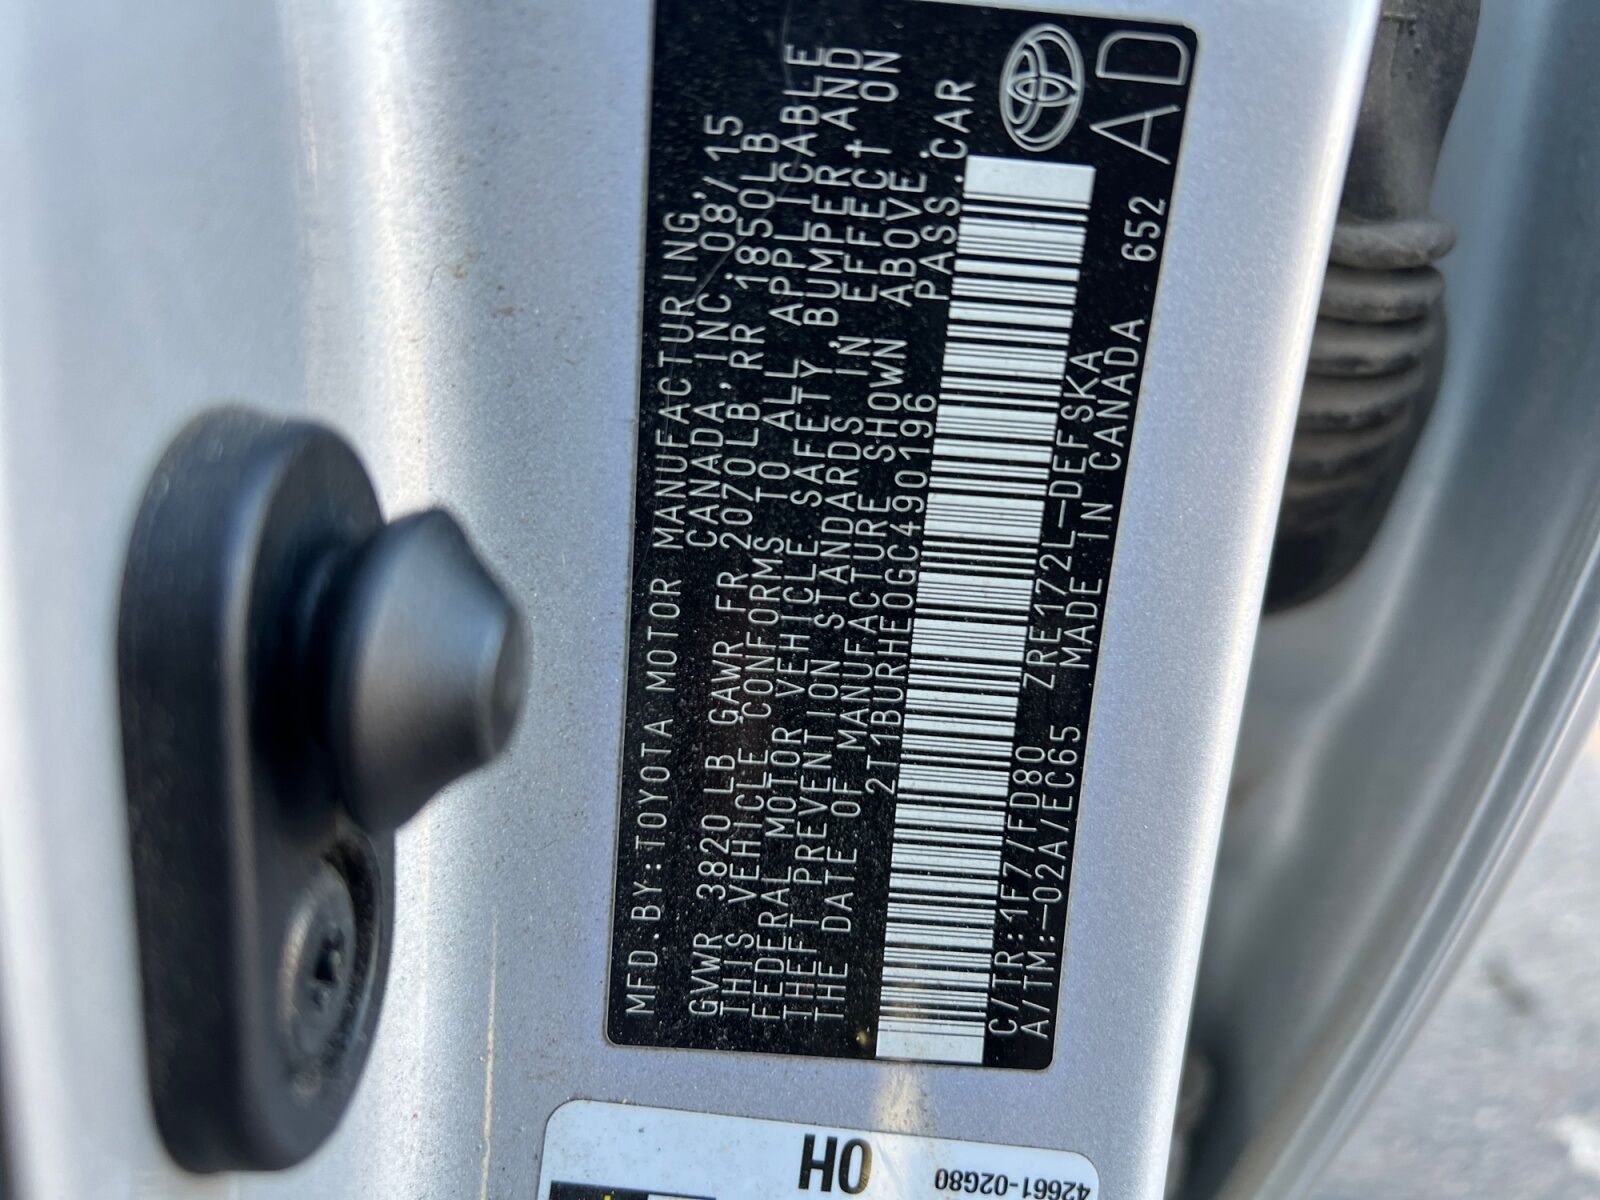 MFD.BY:TOYOTA MOTOR MANUFACTURING,
CANADA,INC 08/15
GVWR 3820 LB GAWR FR 2070LB,RR 1850LB
THIS VEHICLE CONFORMS TO ALL APPLICABLE
FEDERAL MOTOR VEHICLE SAFETY, BUMPER, AND
THEFT PREVENTION STANDARDS IN EFFECT ON
THE DATE OF MANUFACTURE SHOWN ABOVE.
2T1BURHE0GC490196 PASS.CAR
C/TR:1F7/FD80 ZRE172L-DEFSKA
A/TM:-02A/EC65 MADE IN CANADA 652
AD
OH
42661-02G80